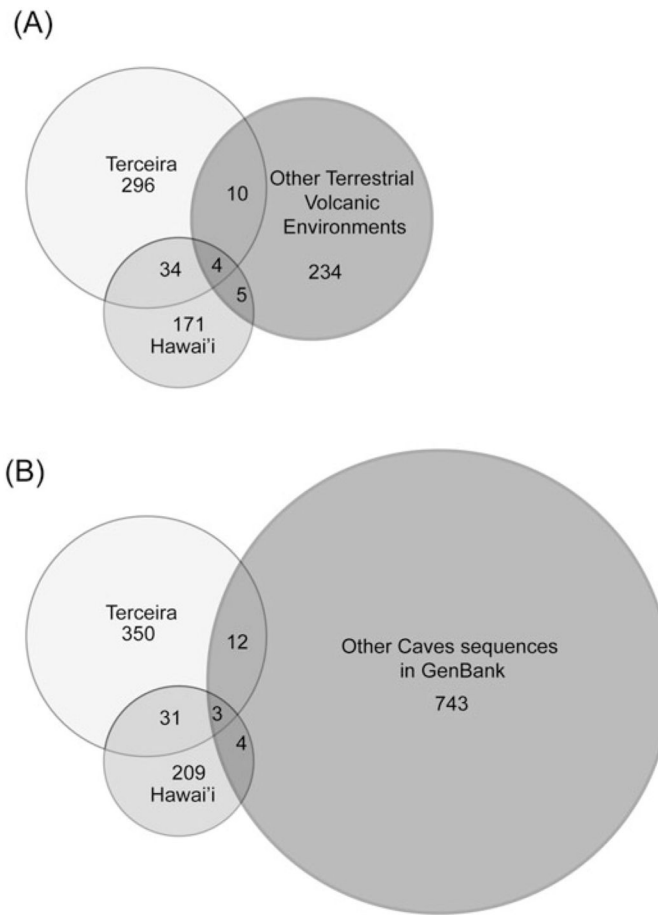 (A)
Terceira
296
10
Other Terrestrial
Volcanic
Environments
234
34
4
5
171
Hawai'i
(B)
Terceira
350
12
Other Caves sequences
in GenBank
743
31
3
4
209
Hawai'i